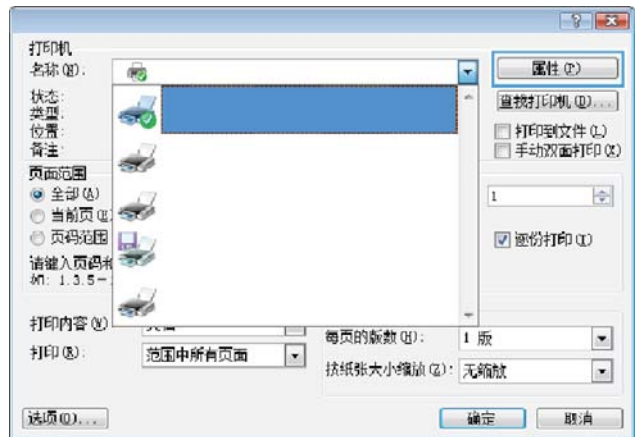 打印机
名称(N):
属性(P)
状态:
类型:
位置:
备注:
查找打印机(D)...
打印到文件(L)
手动双面打印(X)
页面范围
全部(A)
当前页(E)
页码范围
请键入页码和
如: 1.3.5-
1
逐份打印(T)
打印内容(W)
打印(R):
范围中所有页面
每页的版数(H):
1 版
按纸张大小缩放(Z):
无缩放
选项(O)...
确定
取消